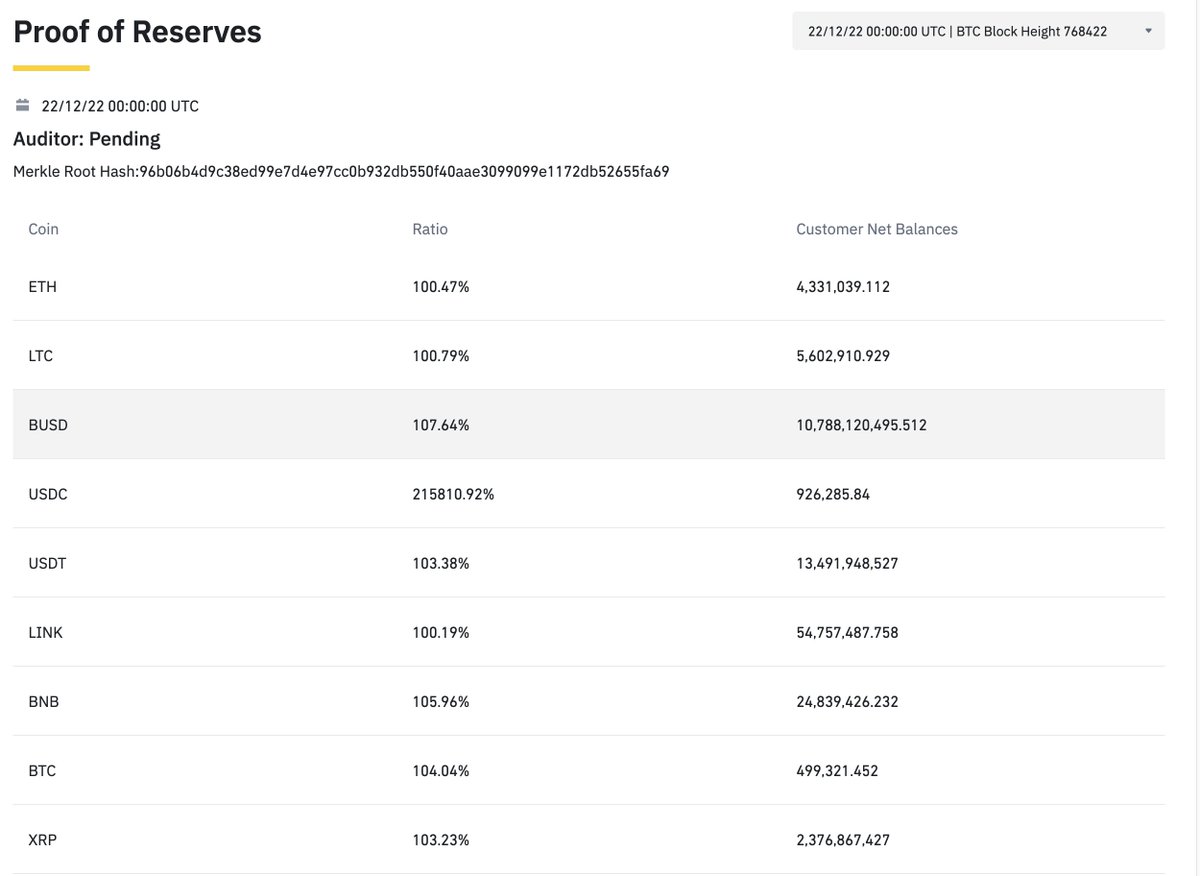 Proof of Reserves
22/12/22 00:00:00 UTC | BTC Block Height 768422
22/12/22 00:00:00 UTC
Auditor: Pending
Merkle Root Hash:96b06b4d9c38ed99e7d4e97cc0b932db550f40aae3099099e1172db52655fa69
Coin Ratio Customer Net Balances
ETH 100.47% 4,331,039.112
LTC 100.79% 5,602,910.929
BUSD 107.64% 10,788,120,495.512
USDC 215810.92% 926,285.84
USDT 103.38% 13,491,948,527
LINK 100.19% 54,757,487.758
BNB 105.96% 24,839,426.232
BTC 104.04% 499,321.452
XRP 103.23% 2,376,867,427